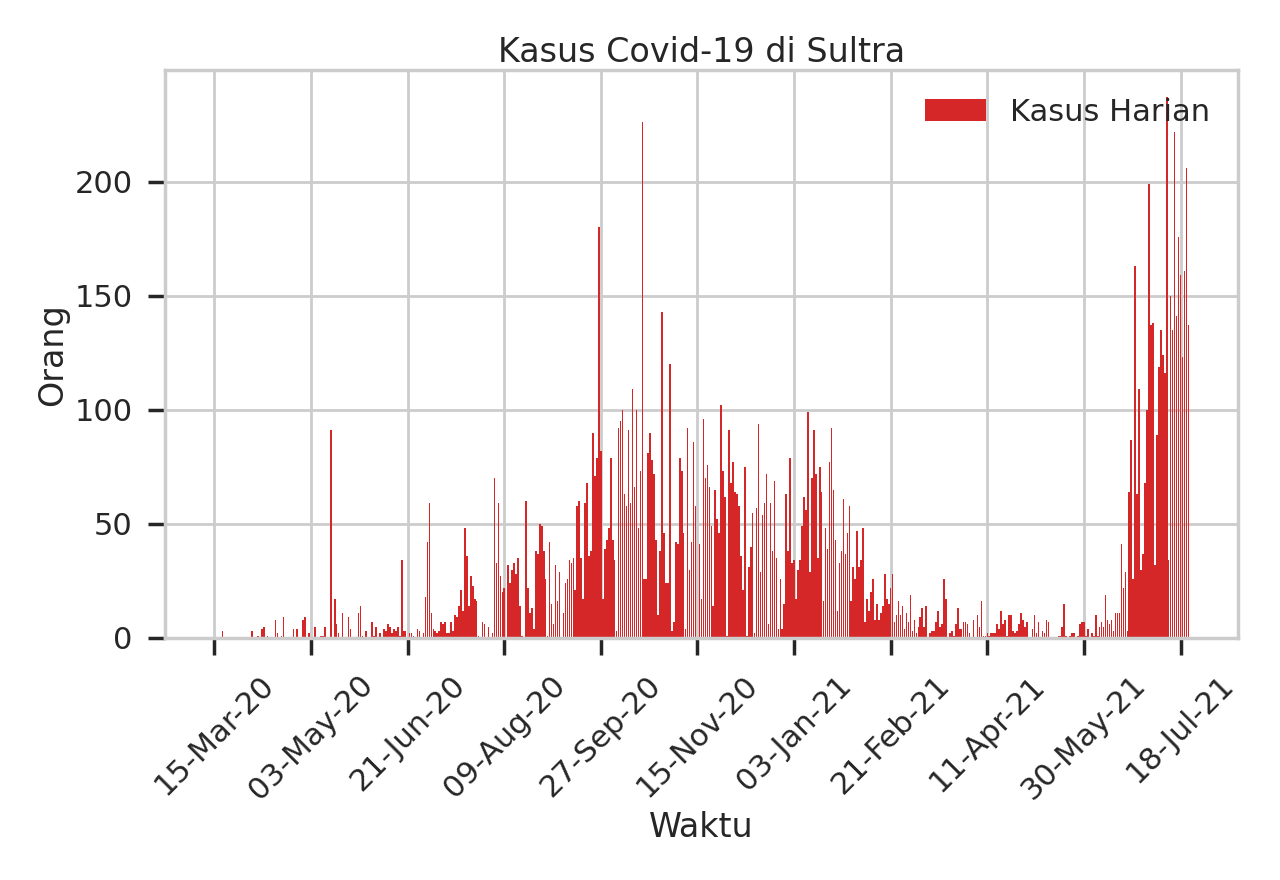 Kasus Covid-19 di Sultra
Kasus Harian
Orang
200
150
100
50
0
15-Mar-20
03-May-20
21-Jun-20
09-Aug-20
27-Sep-20
15-Nov-20
03-Jan-21
21-Feb-21
11-Apr-21
30-May-21
18-Jul-21
Waktu